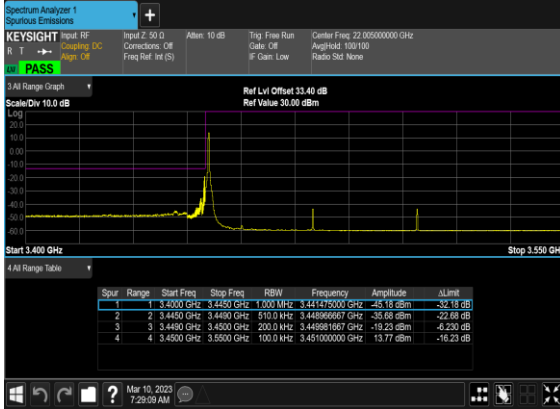 Spectrum Analyzer 1
Spurious Emissions
+
KEYSIGHT Input: RF Input Z: 50 Ω Atten: 10 dB Trig: Free Run Center Freq: 22.005000000 GHz
R T Coupling: DC Corrections: Off Gate: Off Avg|Hold: 100/100
Align: Off Freq Ref: Int (S) IF Gain: Low Radio Std: None
PASS
3 All Range Graph
Ref Lvl Offset 33.40 dB
Scale/Div 10.0 dB Ref Value 30.00 dBm
Log
20.0
10.0
0.00
-10.0
-20.0
-30.0
-40.0
-50.0
-60.0
Start 3.400 GHz Stop 3.550 GH
4 All Range Table
Spur Range Start Freq Stop Freq RBW Frequency Amplitude ΔLimit
1 1 3.4000 GHz 3.4450 GHz 1.000 MHz 3.441475000 GHz -45.18 dBm -32.18 dB
2 2 3.4450 GHz 3.4490 GHz 510.0 kHz 3.448966667 GHz -35.68 dBm -22.68 dB
3 3 3.4490 GHz 3.4500 GHz 200.0 kHz 3.449981667 GHz -19.23 dBm -6.230 dB
4 4 3.4500 GHz 3.5500 GHz 100.0 kHz 3.451000000 GHz 13.77 dBm -16.23 dB
? Mar 10, 2023
7:29:09 AM